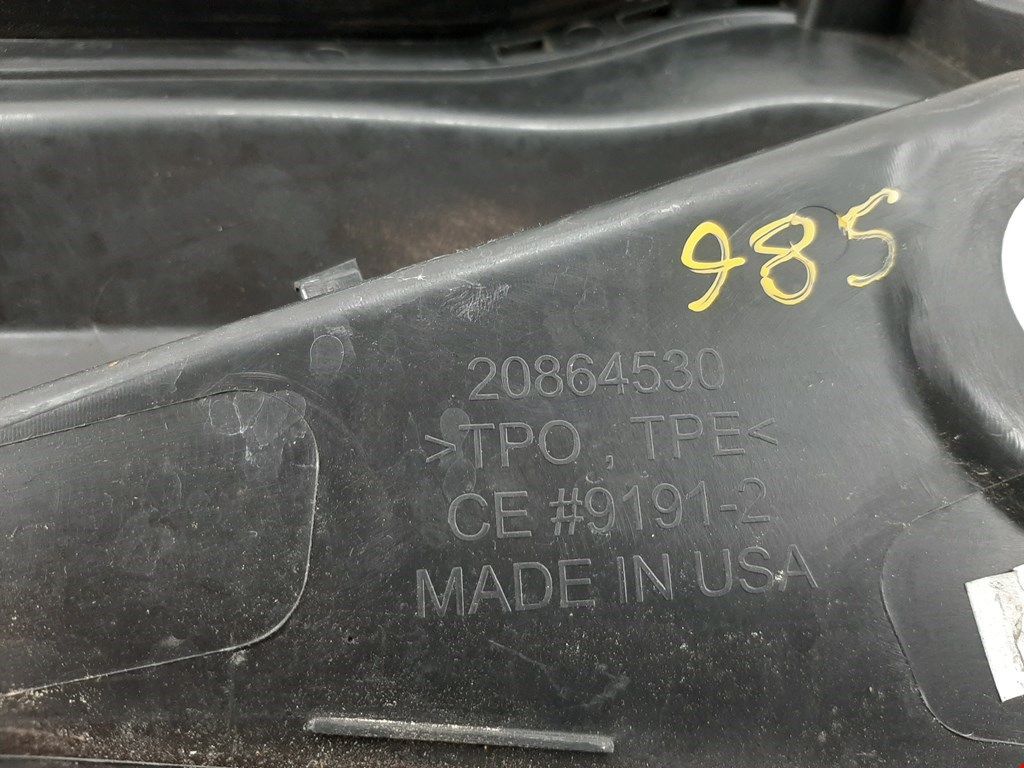 985
20864530
>TPO , TPE<
CE #9191-2
MADE IN USA